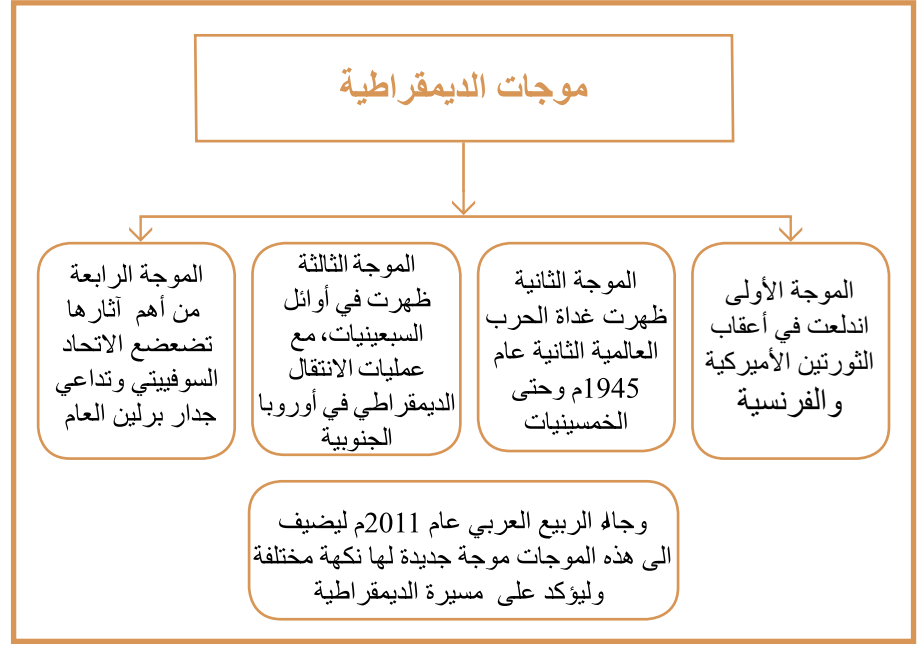 موجات الديمقراطية
الموجة الأولى
اندلعت في أعقاب
الثورتين الأميركية
والفرنسية
الموجة الثانية
ظهرت غداة الحرب
العالمية الثانية عام
1945م وحتى
الخمسينيات
الموجة الثالثة
ظهرت في أوائل
السبعينيات، مع
عمليات الانتقال
الديمقراطي في أوروبا
الجنوبية
الموجة الرابعة
من أهم آثارها
تضعضع الاتحاد
السوفييتي وتداعي
جدار برلين العام
وجاء الربيع العربي عام 2011م ليضيف
الى هذه الموجات موجة جديدة لها نكهة مختلفة
وليؤكد على مسيرة الديمقراطية